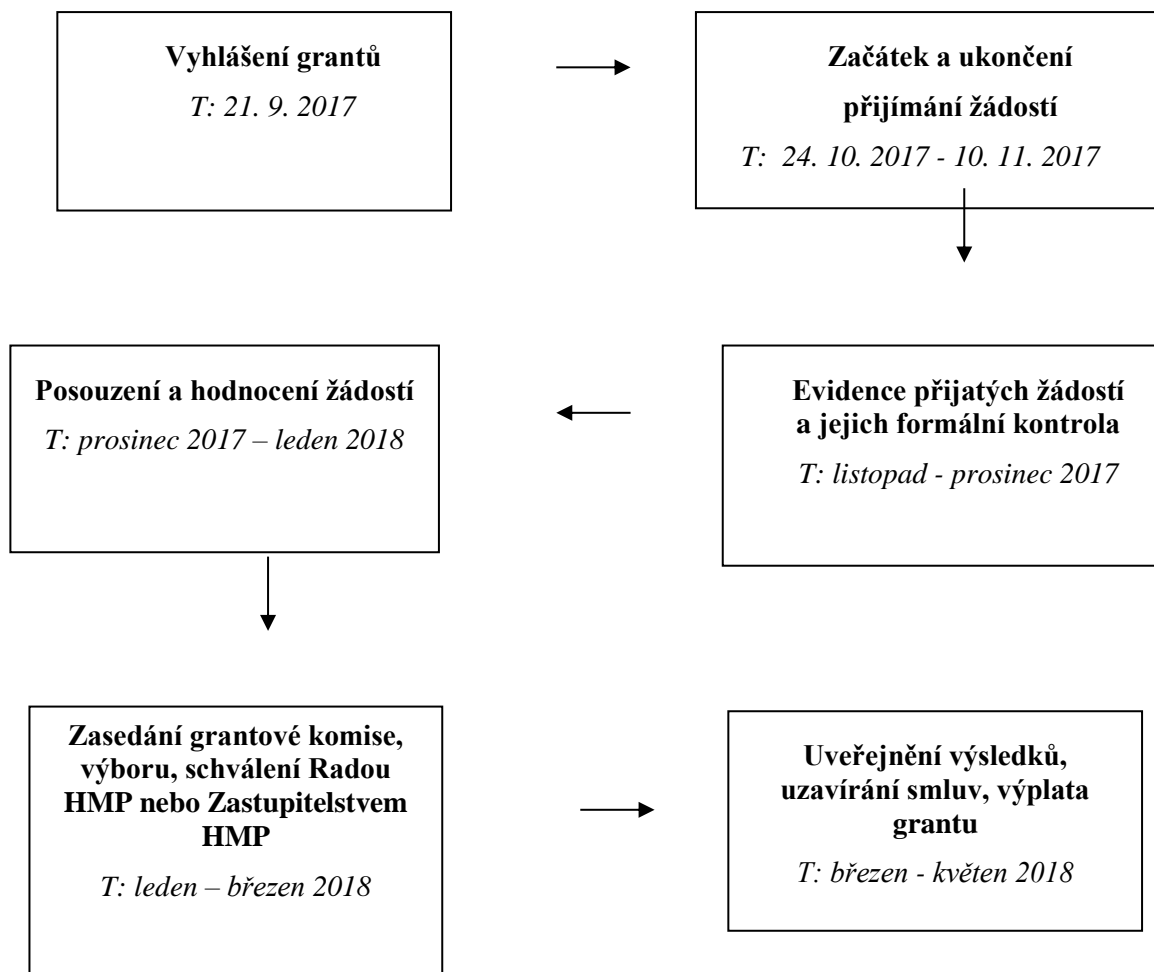 Vyhlášení grantů
T: 21. 9. 2017
Začátek a ukončení
přijímání žádostí
T:  24. 10. 2017 - 10. 11. 2017
Evidence přijatých žádostí
a jejich formální kontrola
T: listopad - prosinec 2017
Posouzení a hodnocení žádostí
T: prosinec 2017 – leden 2018
Zasedání grantové komise,
výboru, schválení Radou
HMP nebo Zastupitelstvem
HMP
T: leden – březen 2018
Uveřejnění výsledků,
uzavírání smluv, výplata
grantu
T: březen - květen 2018